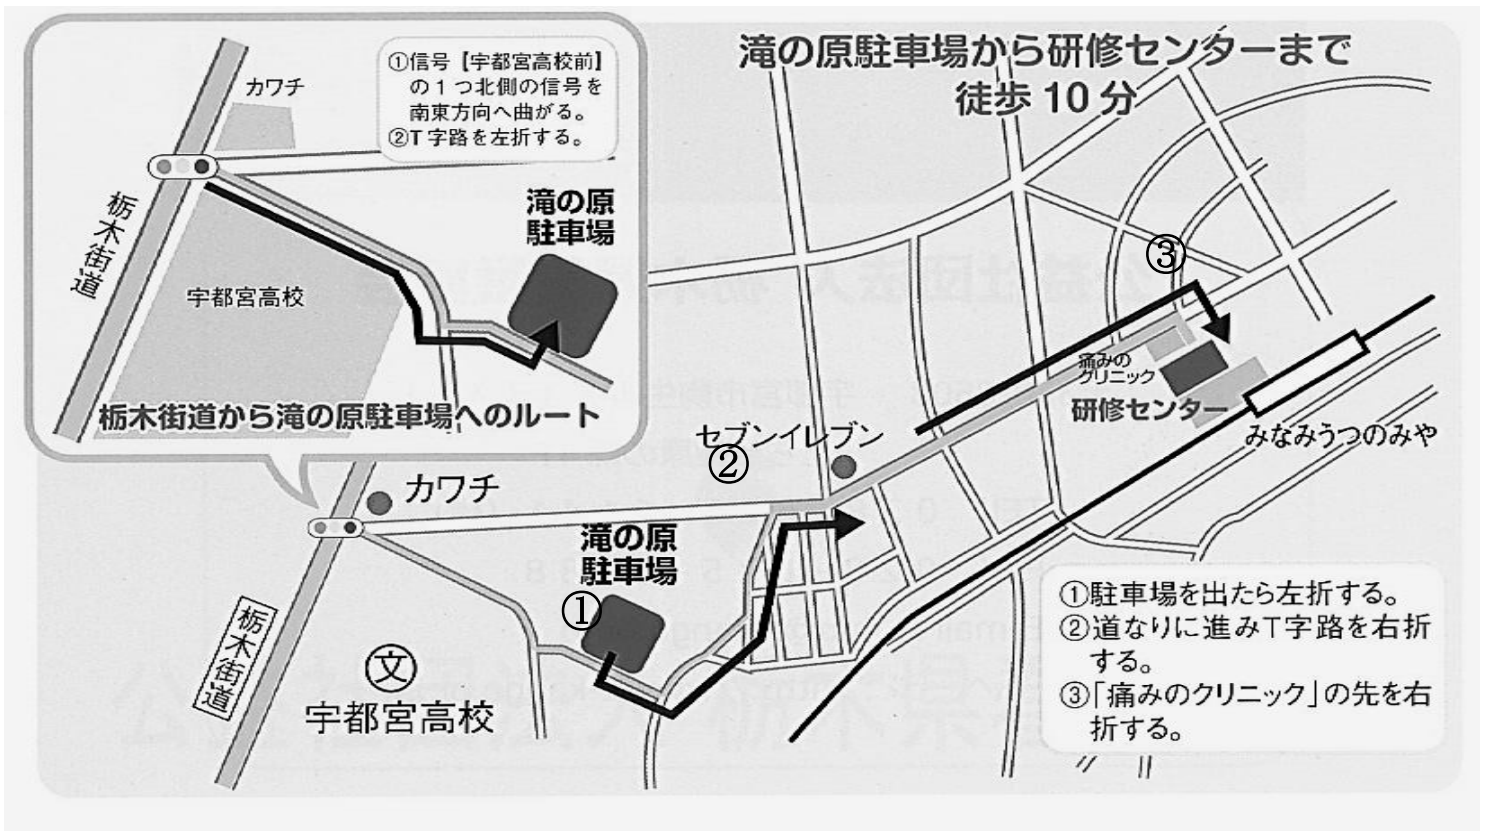 滝の原駐車場から研修センターまで
徒歩10分
①信号【宇都宮高校前】
の1つ北側の信号を
南東方向へ曲がる。
②T字路を左折する。
カワチ
滝の原
駐車場
栃木街道
宇都宮高校
栃木街道から滝の原駐車場へのルート
③
痛みの
クリニック
研修センター
みなみうつのみや
セブンイレブン
②
カワチ
滝の原
駐車場
①
栃木街道
文
宇都宮高校
①駐車場を出たら左折する。
②道なりに進みT字路を右折
する。
③「痛みのクリニック」の先を右
折する。